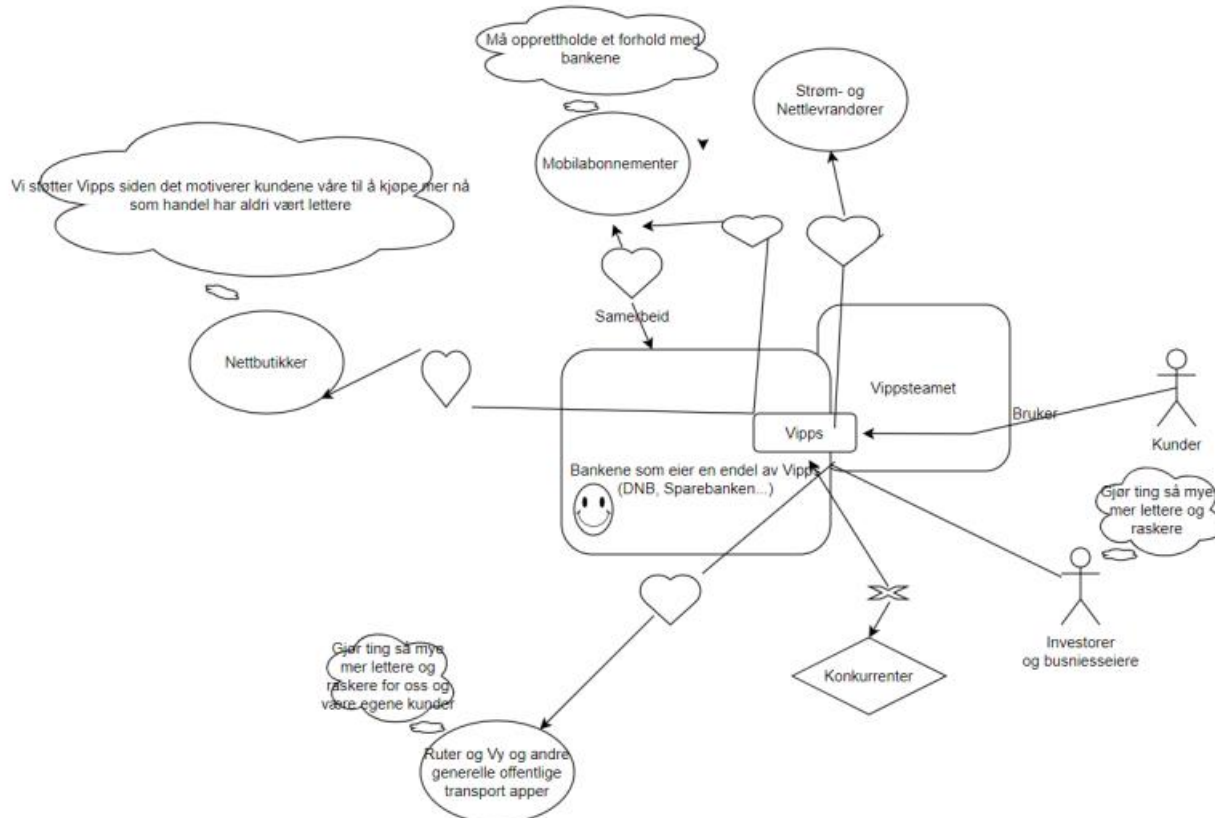 Må opprettholde et forhold med
bankene
Strøm- og
Nettlevrandører
Mobilabonnementer
Vi støtter Vipps siden det motiverer kundene våre til å kjøpe mer nå
som handel har aldri vært lettere
Samerbeid
Nettbutikker
Vippsteamet
Bruker
Vipps
Kunder
Bankene som eier en endel av Vipps
(DNB, Sparebanken...)
Gjør ting så mye
mer lettere og
raskere
Investorer
og busniesseiere
Konkurrenter
Gjør ting så mye
mer lettere og
raskere for oss og
være egene kunder
Ruter og Vy og andre
generelle offentlige
transport apper